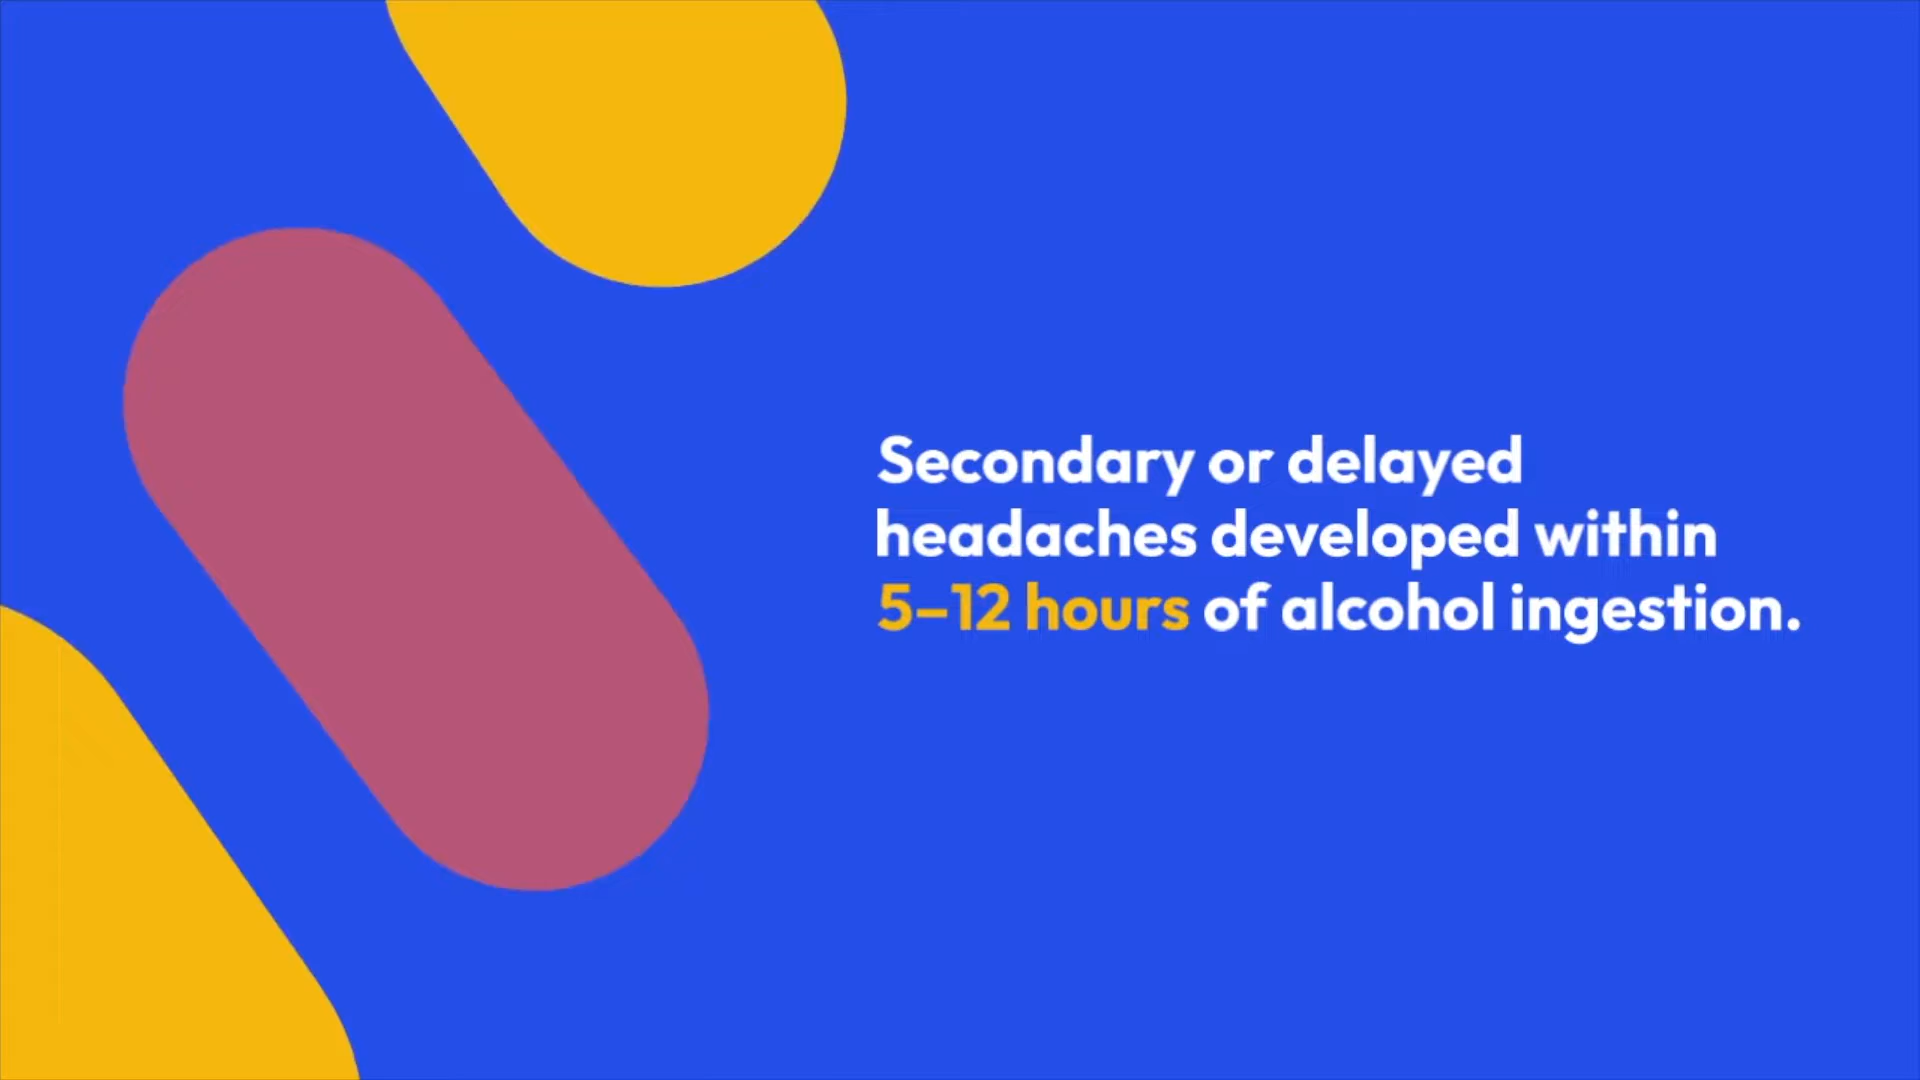 Secondary or delayed
headaches developed within
5–12 hours of alcohol ingestion.